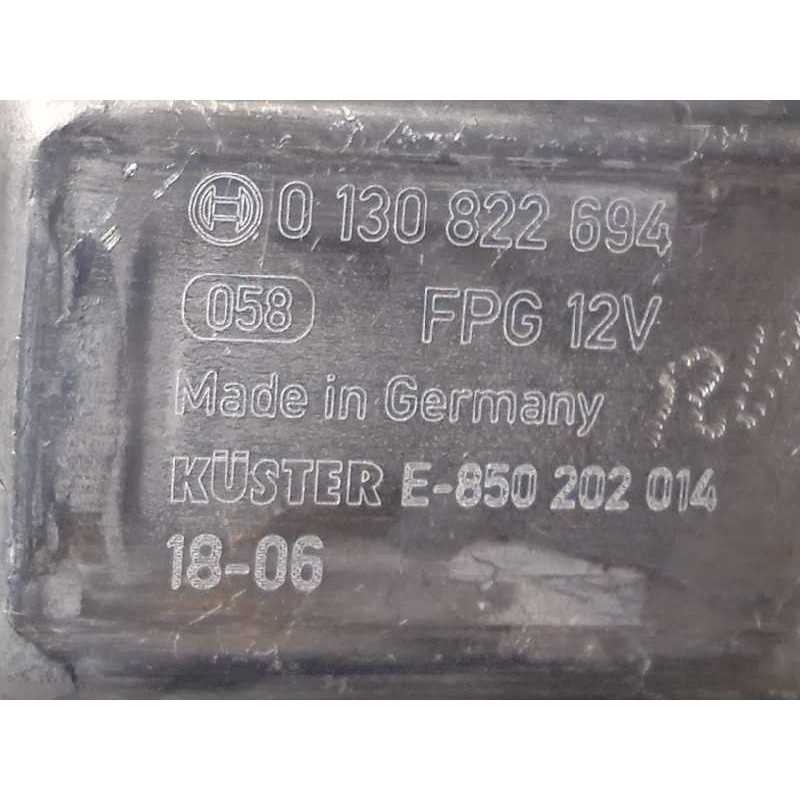 0 130 822 694
058 FPG 12V
Made in Germany
KÜSTER E-850 202 014
18-06